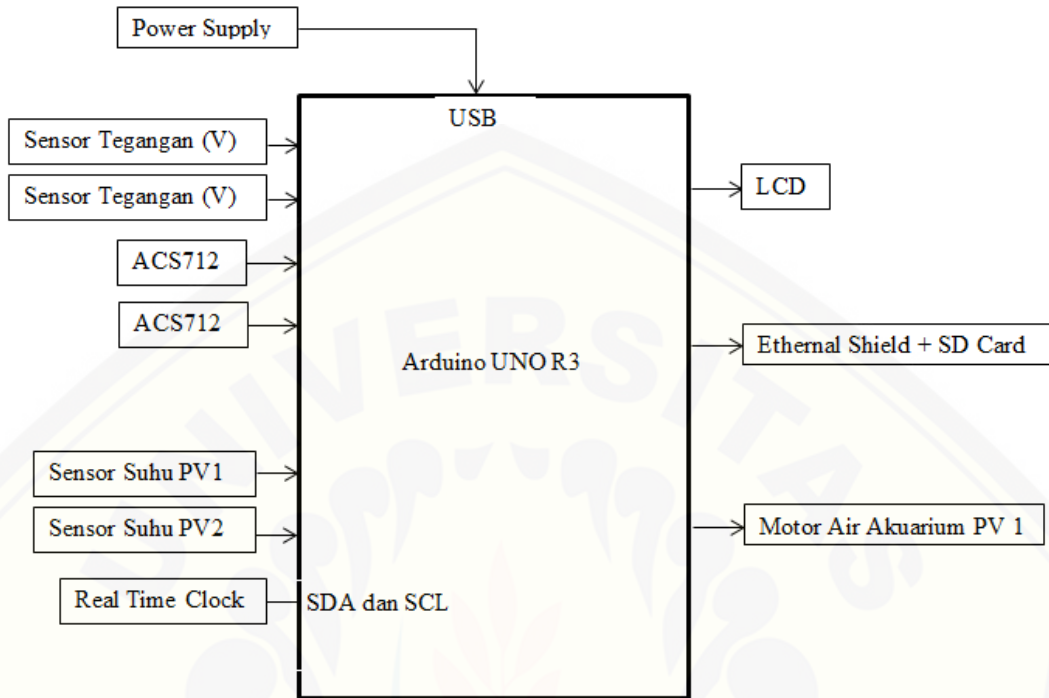 Power Supply
USB
Sensor Tegangan (V)
Sensor Tegangan (V)
ACS712
ACS712
Sensor Suhu PV1
Sensor Suhu PV2
Real Time Clock
SDA dan SCL
Arduino UNO R3
LCD
Ethernal Shield + SD Card
Motor Air Akuarium PV 1
UNIVERSITAS